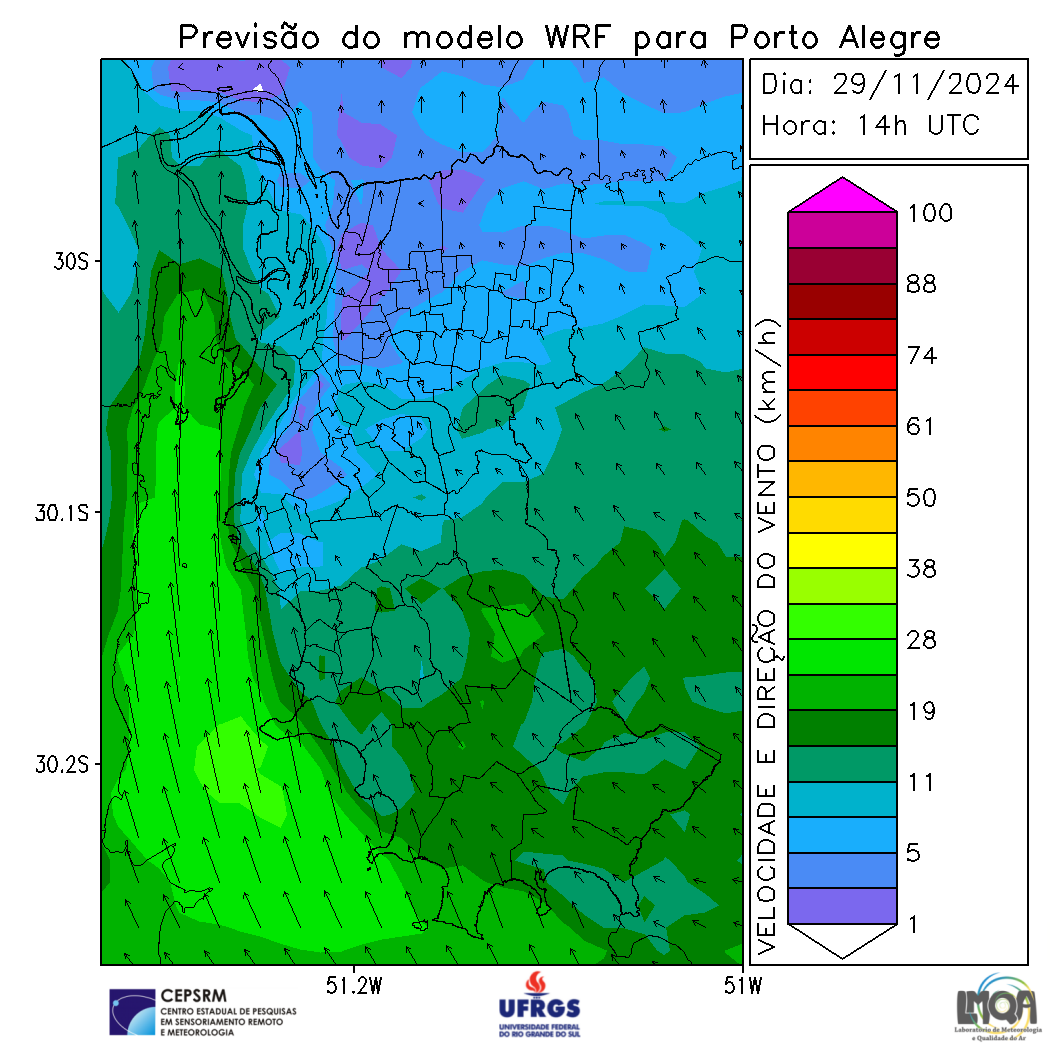 Previsão do modelo WRF para Porto Alegre
Dia: 29/11/2024
Hora: 14h UTC
30S
30.1S
30.2S
51.2W
51W
VELOCIDADE E DIREÇÃO DO VENTO (km/h)
100
88
74
61
50
38
28
19
11
5
1
CEPSRM
CENTRO ESTADUAL DE PESQUISAS
EM SENSORIAMENTO REMOTO
E METEOROLOGIA
UFRGS
UNIVERSIDADE FEDERAL
DO RIO GRANDE DO SUL
LMQA
Laboratório de Meteorologia
e Qualidade do Ar